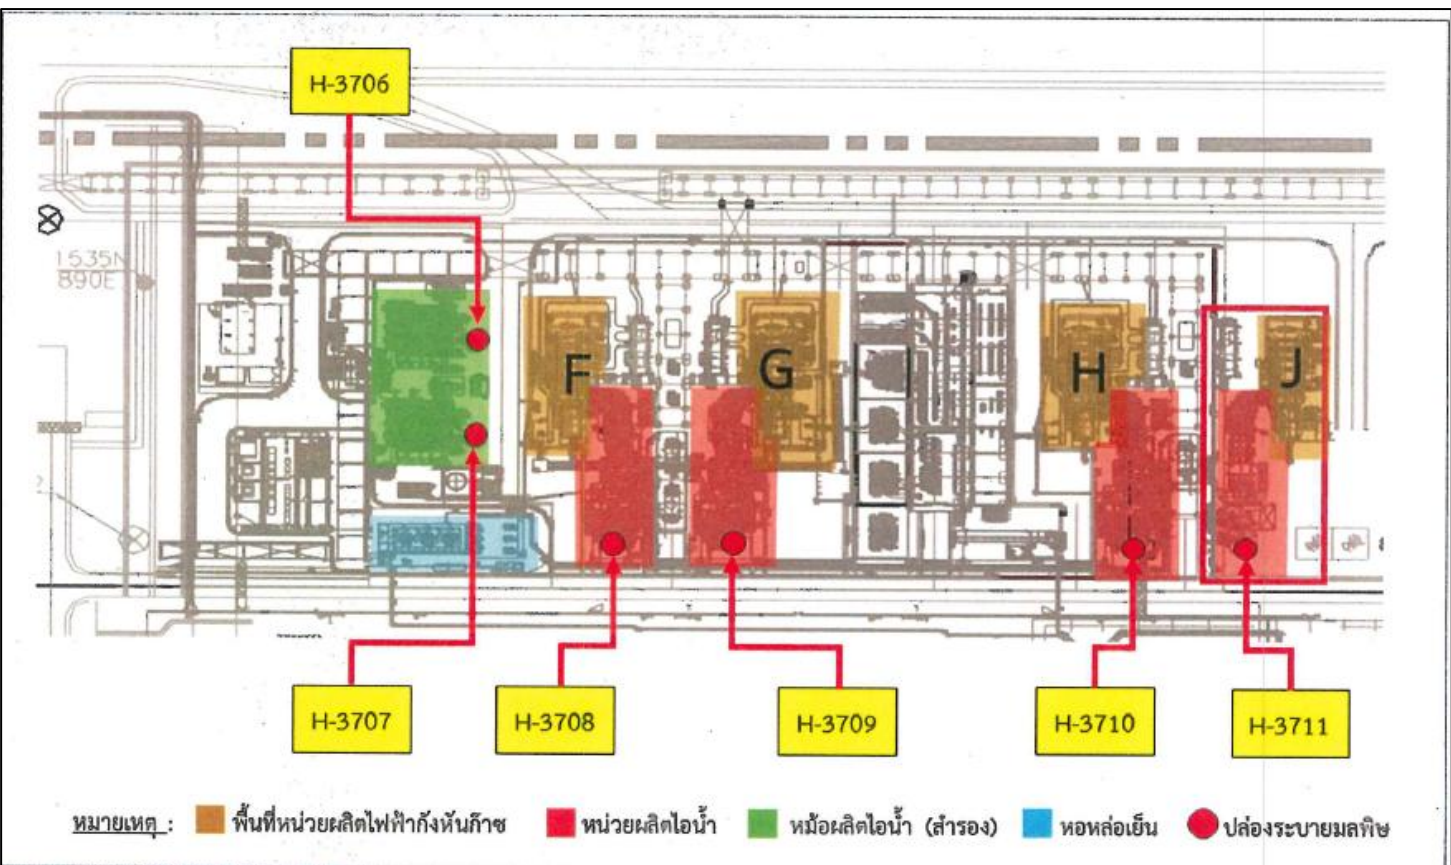 H-3706
1535N
890E
F
G
H
J
H-3707
H-3708
H-3709
H-3710
H-3711
หมายเหตุ :
พื้นที่หน่วยผลิตไฟฟ้ากังหันก๊าซ
หน่วยผลิตไอน้ำ
หม้อผลิตไอน้ำ (สำรอง)
หอหล่อเย็น
ปล่องระบายมลพิษ